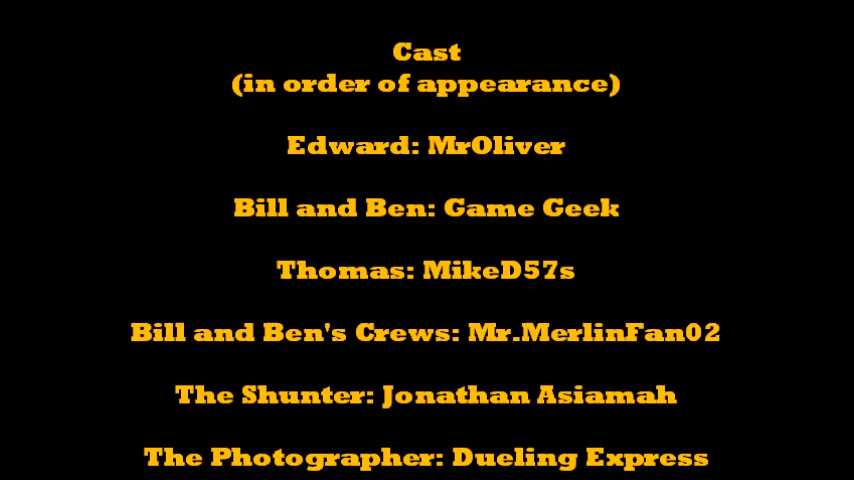 Cast
(in order of appearance)
Edward: MrOliver
Bill and Ben: Game Geek
Thomas: MikeD57s
Bill and Ben's Crews: Mr.MerlinFan02
The Shunter: Jonathan Asiamah
The Photographer: Dueling Express